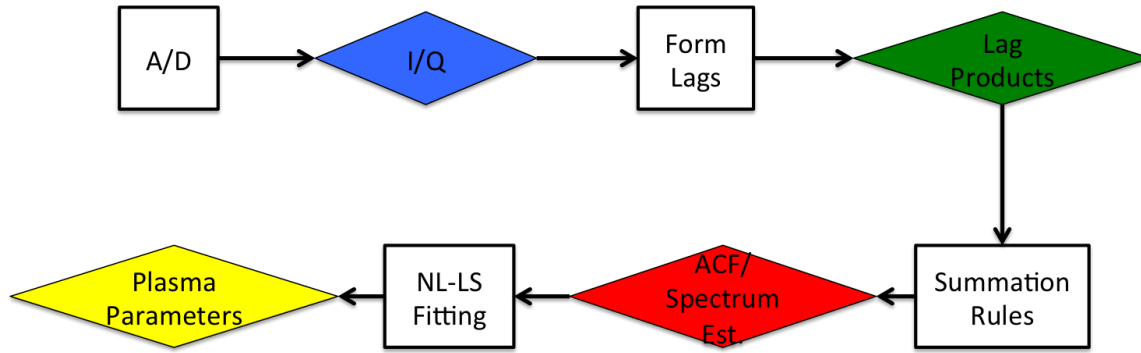 A/D
I/Q
Form
Lags
Lag
Products
Plasma
Parameters
NL-LS
Fitting
ACF/
Spectrum
Est.
Summation
Rules